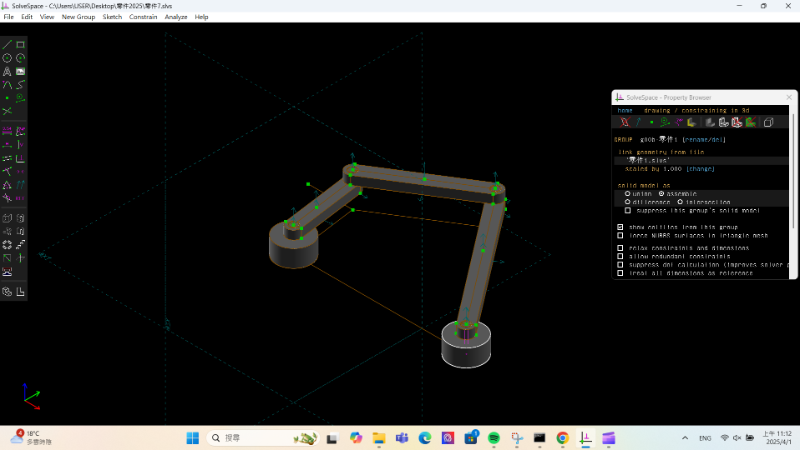 SolveSpace - C:\Users\USER\Desktop\零件2025\零件7.slvs
File Edit View New Group Sketch Constrain Analyze Help
SolveSpace - Property Browser
home drawing / constraining in 3d
GROUP g00b-零件1 [rename/del]
link geometry from file
'零件1.slvs'
scaled by 1.000 [change]
solid model as
union assemble
difference intersection
suppress this group's solid model
show entities from this group
force NURBS surfaces to triangle mesh
relax constraints and dimensions
allow redundant constraints
suppress dof calculation (improves solver p
treat all dimensions as reference
4
18°C
搜尋
1
ENG
上午 11:12
2025/4/1